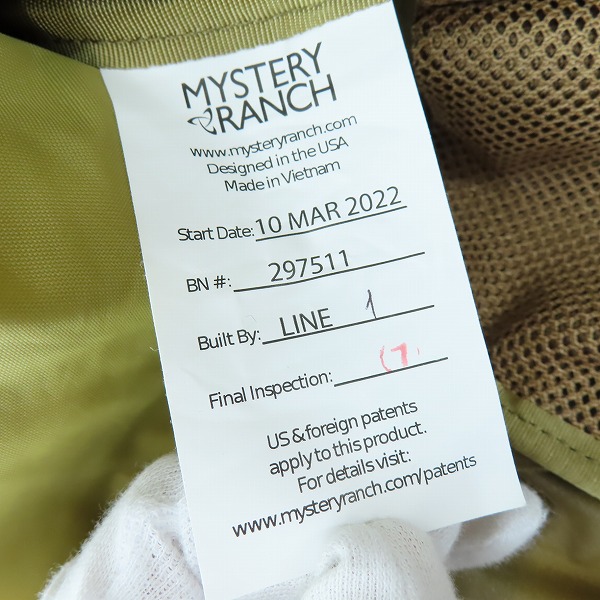 MYSTERY
RANCH
www.mysteryranch.com
Designed in the USA
Made in Vietnam
Start Date: 10 MAR 2022
BN #: 297511
Built By: LINE 1
Final Inspection: (7)
US & foreign patents
apply to this product.
For details visit:
www.mysteryranch.com/patents